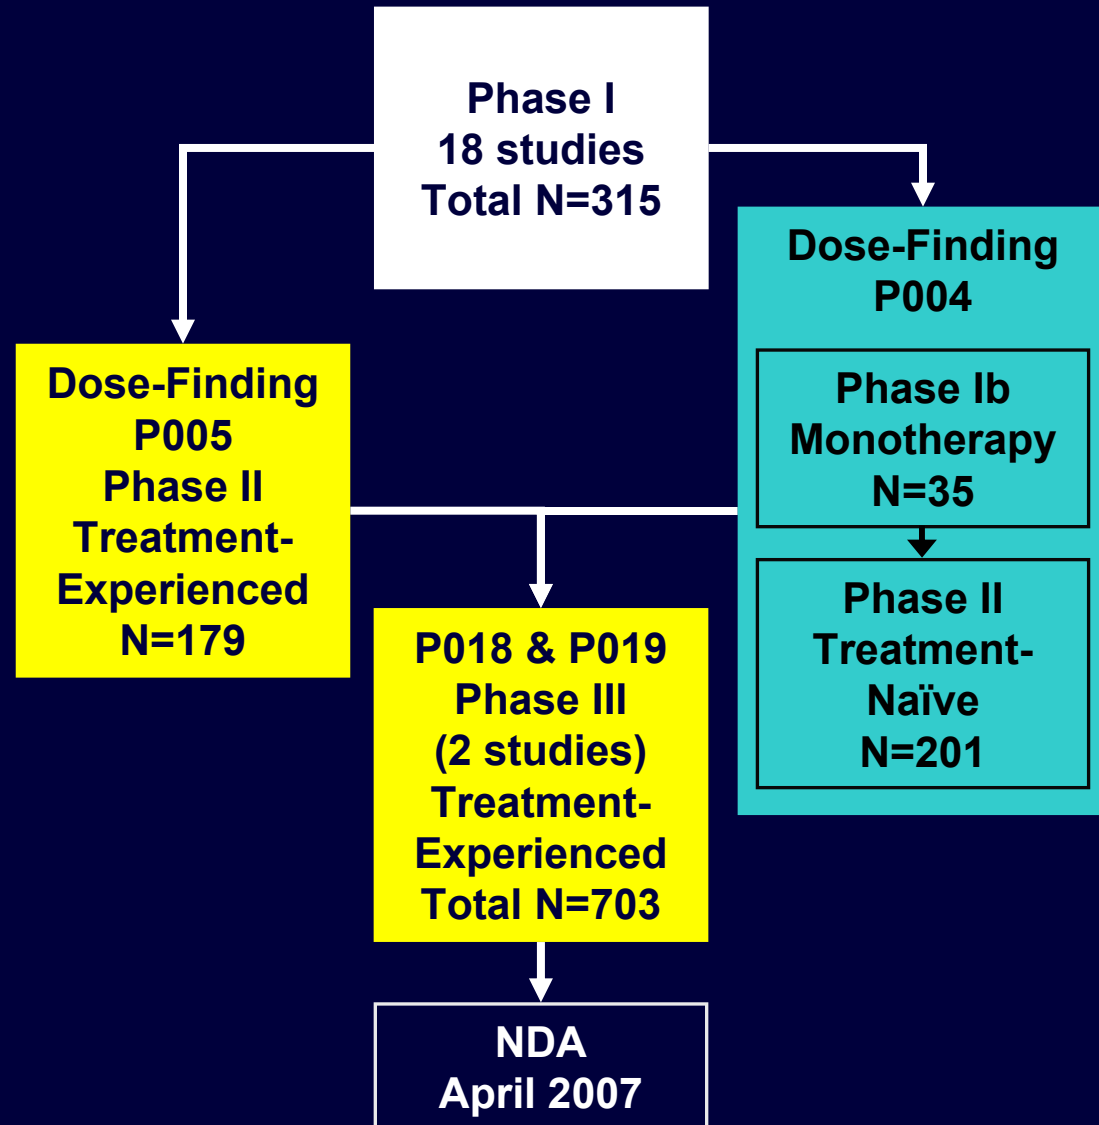 Phase I
18 studies
Total N=315
Dose-Finding
P005
Phase II
Treatment-
Experienced
N=179
Dose-Finding
P004
Phase Ib
Monotherapy
N=35
Phase II
Treatment-
Naïve
N=201
P018 & P019
Phase III
(2 studies)
Treatment-
Experienced
Total N=703
NDA
April 2007